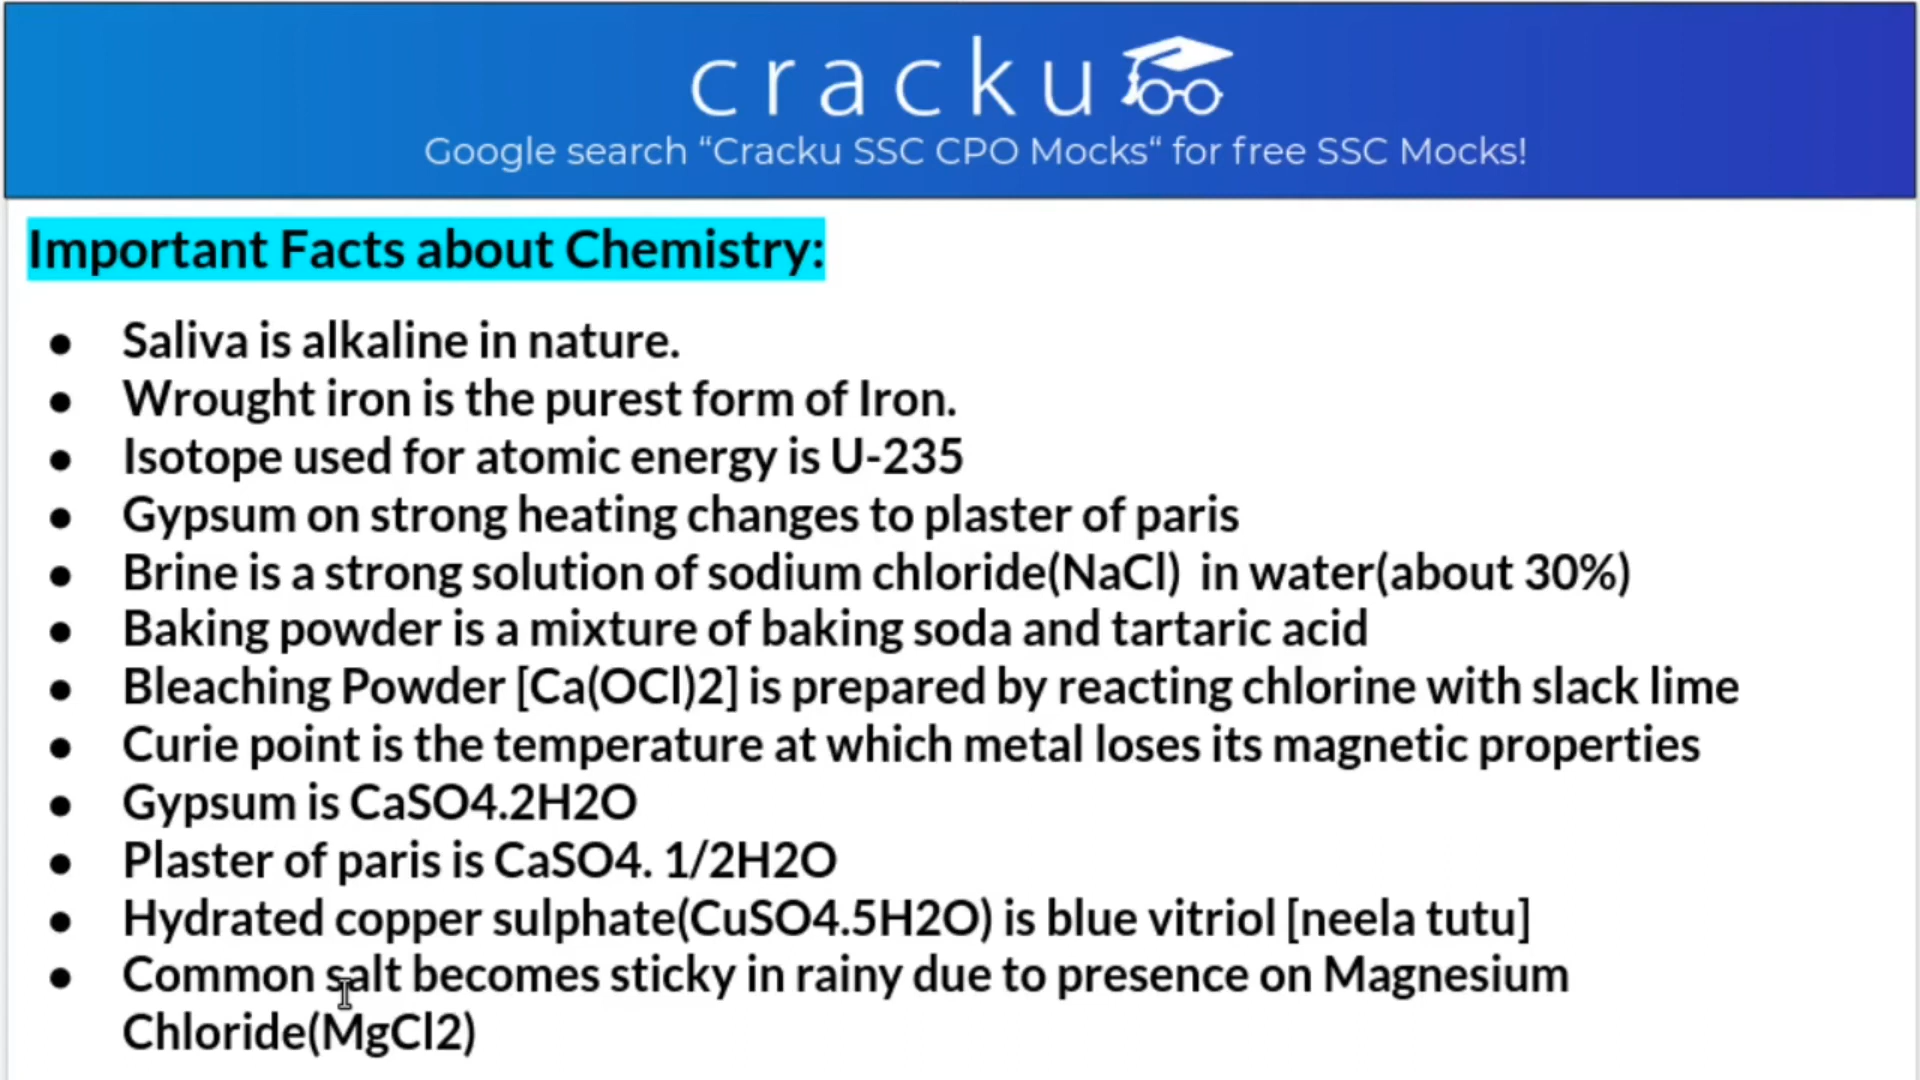 cracku
Google search “Cracku SSC CPO Mocks“ for free SSC Mocks!
Important Facts about Chemistry:
● Saliva is alkaline in nature.
● Wrought iron is the purest form of Iron.
● Isotope used for atomic energy is U-235
● Gypsum on strong heating changes to plaster of paris
● Brine is a strong solution of sodium chloride(NaCl) in water(about 30%)
● Baking powder is a mixture of baking soda and tartaric acid
● Bleaching Powder [Ca(OCl)2] is prepared by reacting chlorine with slack lime
● Curie point is the temperature at which metal loses its magnetic properties
● Gypsum is CaSO4.2H2O
● Plaster of paris is CaSO4. 1/2H2O
● Hydrated copper sulphate(CuSO4.5H2O) is blue vitriol [neela tutu]
● Common salt becomes sticky in rainy due to presence on Magnesium
Chloride(MgCl2)